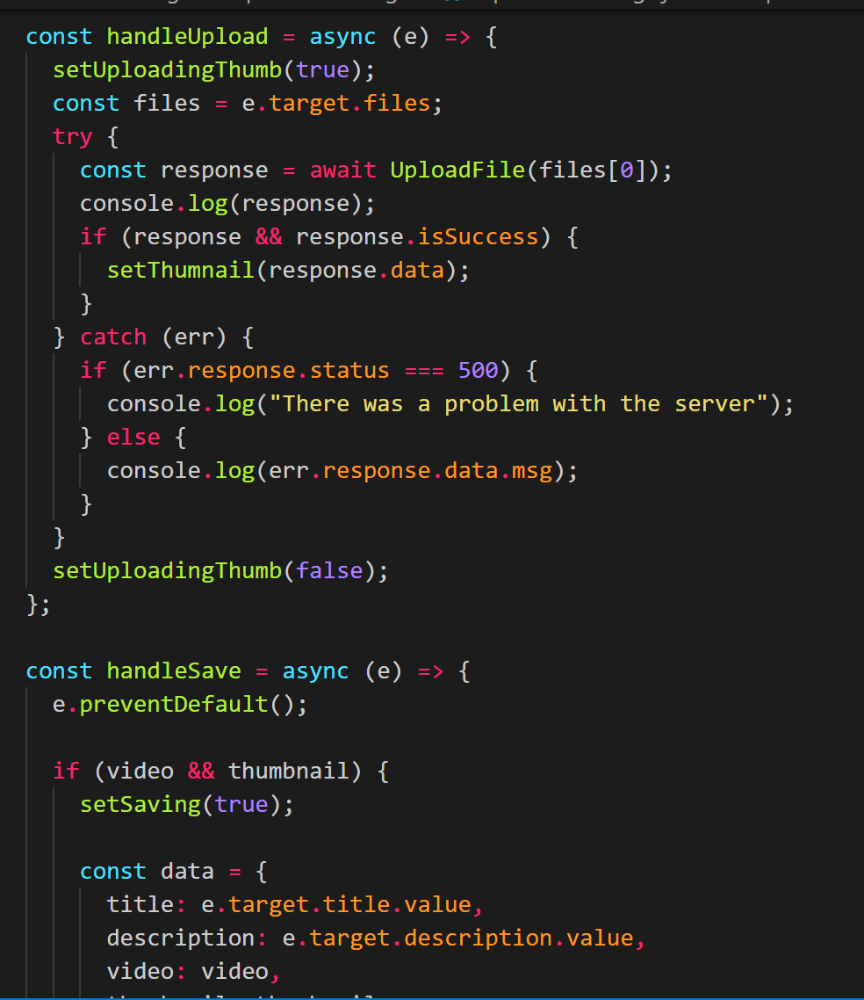 const handleUpload = async (e) => {
  setUploadingThumb(true);
  const files = e.target.files;
  try {
    const response = await UploadFile(files[0]);
    console.log(response);
    if (response && response.isSuccess) {
      setThumnail(response.data);
    }
  } catch (err) {
    if (err.response.status === 500) {
      console.log("There was a problem with the server");
    } else {
      console.log(err.response.data.msg);
    }
  }
  setUploadingThumb(false);
};

const handleSave = async (e) => {
  e.preventDefault();

  if (video && thumbnail) {
    setSaving(true);

    const data = {
      title: e.target.title.value,
      description: e.target.description.value,
      video: video,